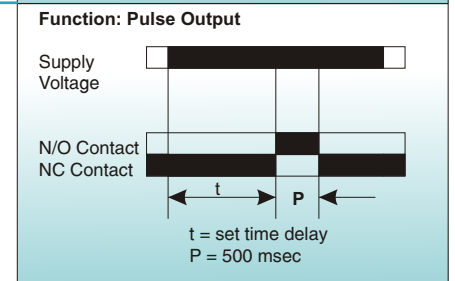 Function: Pulse Output
Supply
Voltage
N/O Contact
NC Contact
t
P
t = set time delay
P = 500 msec